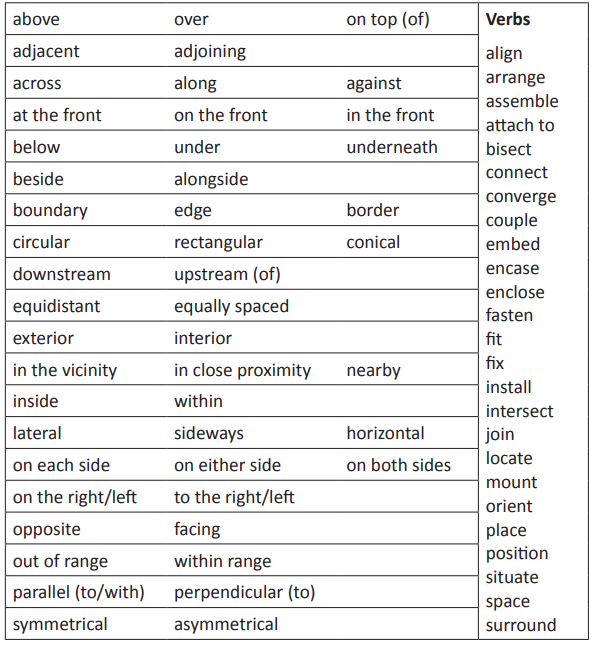 above over on top (of)
adjacent adjoining
across along against
at the front on the front in the front
below under underneath
beside alongside
boundary edge border
circular rectangular conical
downstream upstream (of)
equidistant equally spaced
exterior interior
in the vicinity in close proximity nearby
inside within
lateral sideways horizontal
on each side on either side on both sides
on the right/left to the right/left
opposite facing
out of range within range
parallel (to/with) perpendicular (to)
symmetrical asymmetrical
Verbs
align
arrange
assemble
attach to
bisect
connect
converge
couple
embed
encase
enclose
fasten
fit
fix
install
intersect
join
locate
mount
orient
place
position
situate
space
surround